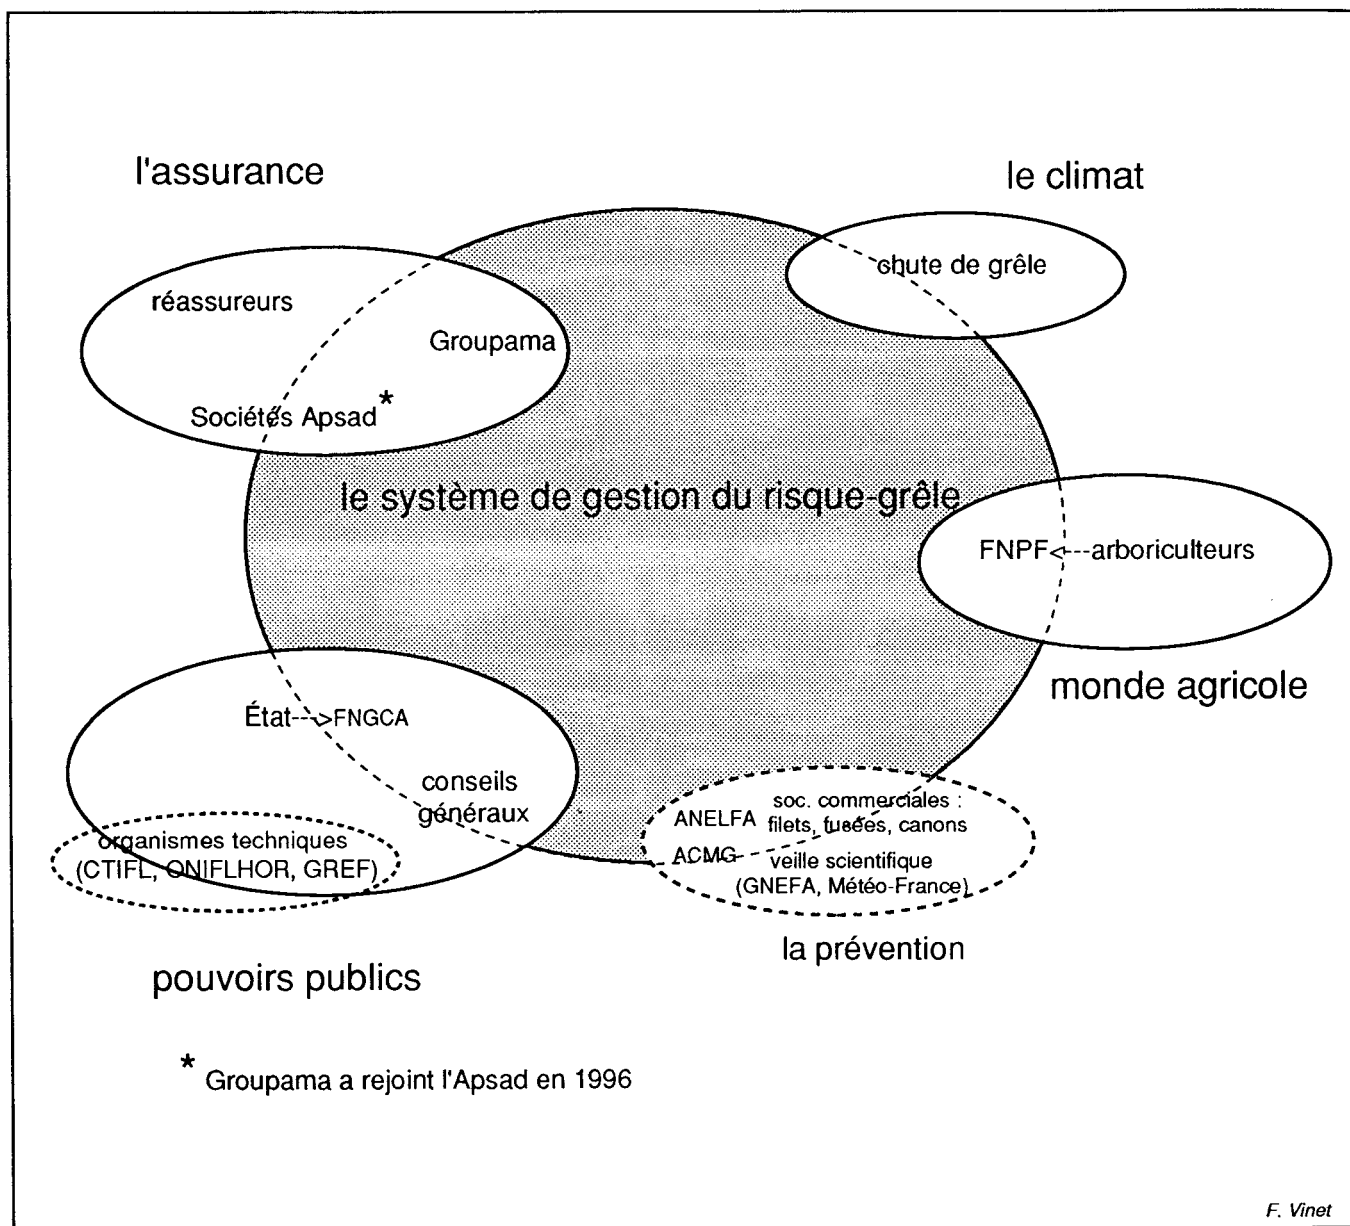 l'assurance
le climat
chute de grêle
réassureurs
Groupama
Sociétés Apsad*
le système de gestion du risque-grêle
FNPF<---arboriculteurs
monde agricole
État--->FNGCA
conseils
généraux
organismes techniques
(CTIFL, ONIFLHOR, GREF)
pouvoirs publics
ANELFA
soc. commerciales :
filets, fusées, canons
ACMG
veille scientifique
(GNEFA, Météo-France)
la prévention
* Groupama a rejoint l'Apsad en 1996
F. Vinet